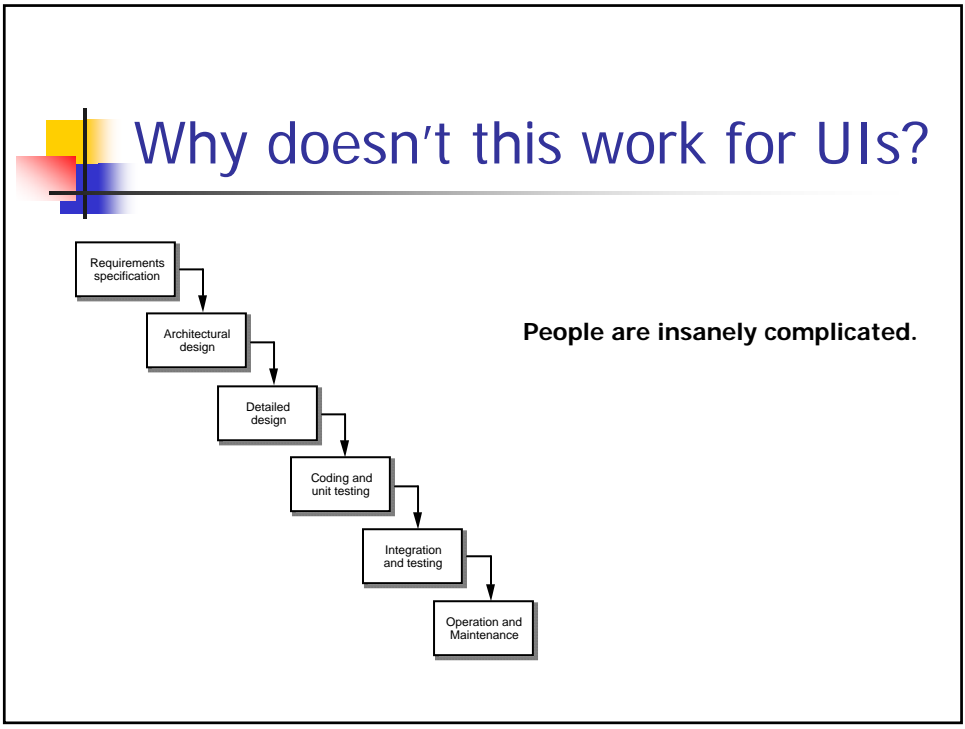 Why doesn't this work for UIs?
Requirements
specification
Architectural
design
People are insanely complicated.
Detailed
design
Coding and
unit testing
Integration
and testing
Operation and
Maintenance